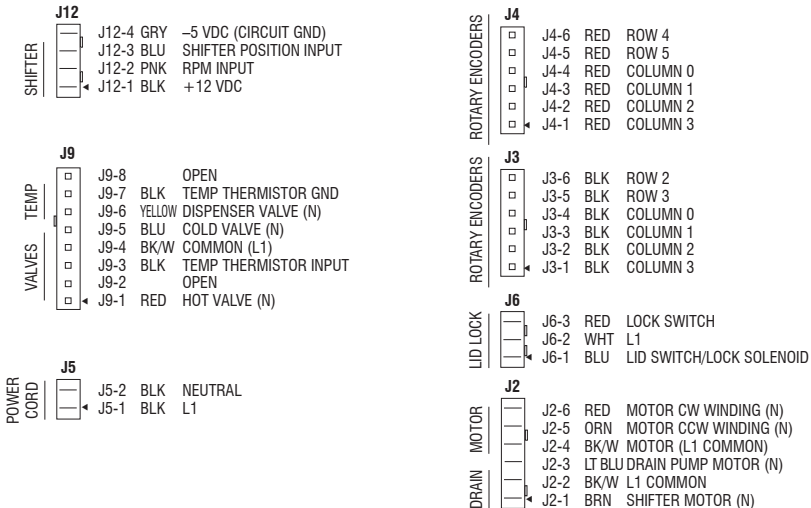 J12
SHIFTER
J12-4 GRY –5 VDC (CIRCUIT GND)
J12-3 BLU SHIFTER POSITION INPUT
J12-2 PNK RPM INPUT
J12-1 BLK +12 VDC
J9
TEMP
VALVES
J9-8 OPEN
J9-7 BLK TEMP THERMISTOR GND
J9-6 YELLOW DISPENSER VALVE (N)
J9-5 BLU COLD VALVE (N)
J9-4 BK/W COMMON (L1)
J9-3 BLK TEMP THERMISTOR INPUT
J9-2 OPEN
J9-1 RED HOT VALVE (N)
J5
POWER
CORD
J5-2 BLK NEUTRAL
J5-1 BLK L1
J4
ROTARY ENCODERS
J4-6 RED ROW 4
J4-5 RED ROW 5
J4-4 RED COLUMN 0
J4-3 RED COLUMN 1
J4-2 RED COLUMN 2
J4-1 RED COLUMN 3
J3
ROTARY ENCODERS
J3-6 BLK ROW 2
J3-5 BLK ROW 3
J3-4 BLK COLUMN 0
J3-3 BLK COLUMN 1
J3-2 BLK COLUMN 2
J3-1 BLK COLUMN 3
J6
LID LOCK
J6-3 RED LOCK SWITCH
J6-2 WHT L1
J6-1 BLU LID SWITCH/LOCK SOLENOID
J2
MOTOR
DRAIN
J2-6 RED MOTOR CW WINDING (N)
J2-5 ORN MOTOR CCW WINDING (N)
J2-4 BK/W MOTOR (L1 COMMON)
J2-3 LT BLU DRAIN PUMP MOTOR (N)
J2-2 BK/W L1 COMMON
J2-1 BRN SHIFTER MOTOR (N)